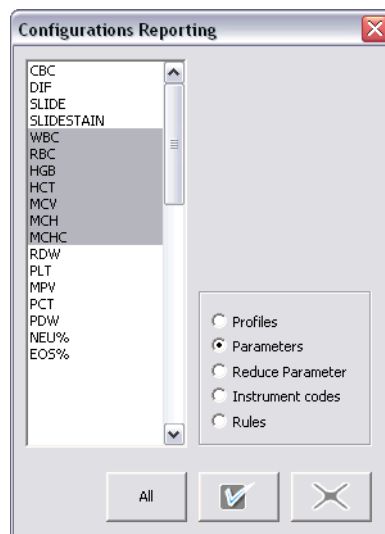 Configurations Reporting
CBC
DIF
SLIDE
SLIDESTAIN
WBC
RBC
HGB
HCT
MCV
MCH
MCHC
RDW
PLT
MPV
PCT
PDW
NEU%
EOS%
Profiles
Parameters
Reduce Parameter
Instrument codes
Rules
All